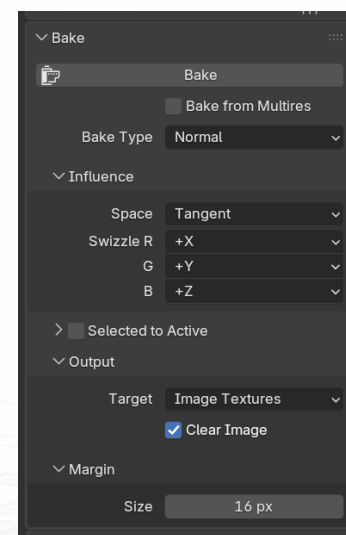 Bake
Bake
Bake from Multires
Bake Type Normal
Influence
Space Tangent
Swizzle R +X
G +Y
B +Z
Selected to Active
Output
Target Image Textures
Clear Image
Margin
Size 16 px